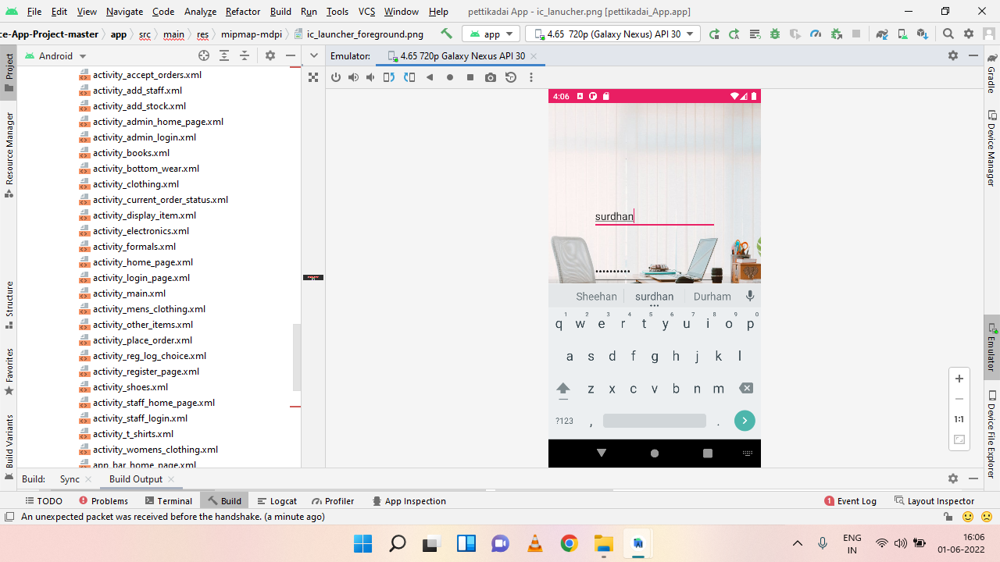 File Edit View Navigate Code Analyze Refactor Build Run Tools VCS Window Help pettikadai App - ic_lanucher.png [pettikadai_App.app]
ce-App-Project-master app src main res mipmap-mdpi ic_launcher_foreground.png app 4.65 720p (Galaxy Nexus) API 30
Project
Resource Manager
Structure
Favorites
Build Variants
Android
activity_accept_orders.xml
activity_add_staff.xml
activity_add_stock.xml
activity_admin_home_page.xml
activity_admin_login.xml
activity_books.xml
activity_bottom_wear.xml
activity_clothing.xml
activity_current_order_status.xml
activity_display_item.xml
activity_electronics.xml
activity_formals.xml
activity_home_page.xml
activity_login_page.xml
activity_main.xml
activity_mens_clothing.xml
activity_other_items.xml
activity_place_order.xml
activity_reg_log_choice.xml
activity_register_page.xml
activity_shoes.xml
activity_staff_home_page.xml
activity_staff_login.xml
activity_t_shirts.xml
activity_womens_clothing.xml
app_bar_home_page.xml
Emulator: 4.65 720p Galaxy Nexus API 30
4:06
surdhan
••••••••••
Sheehan surdhan Durham
1 2 3 4 5 6 7 8 9 0
q w e r t y u i o p
a s d f g h j k l
z x c v b n m
?123 , .
1:1
Gradle
Device Manager
Emulator
Device File Explorer
Build: Sync Build Output
TODO Problems Terminal Build Logcat Profiler App Inspection 1 Event Log Layout Inspector
An unexpected packet was received before the handshake. (a minute ago)
ENG
IN
16:06
01-06-2022